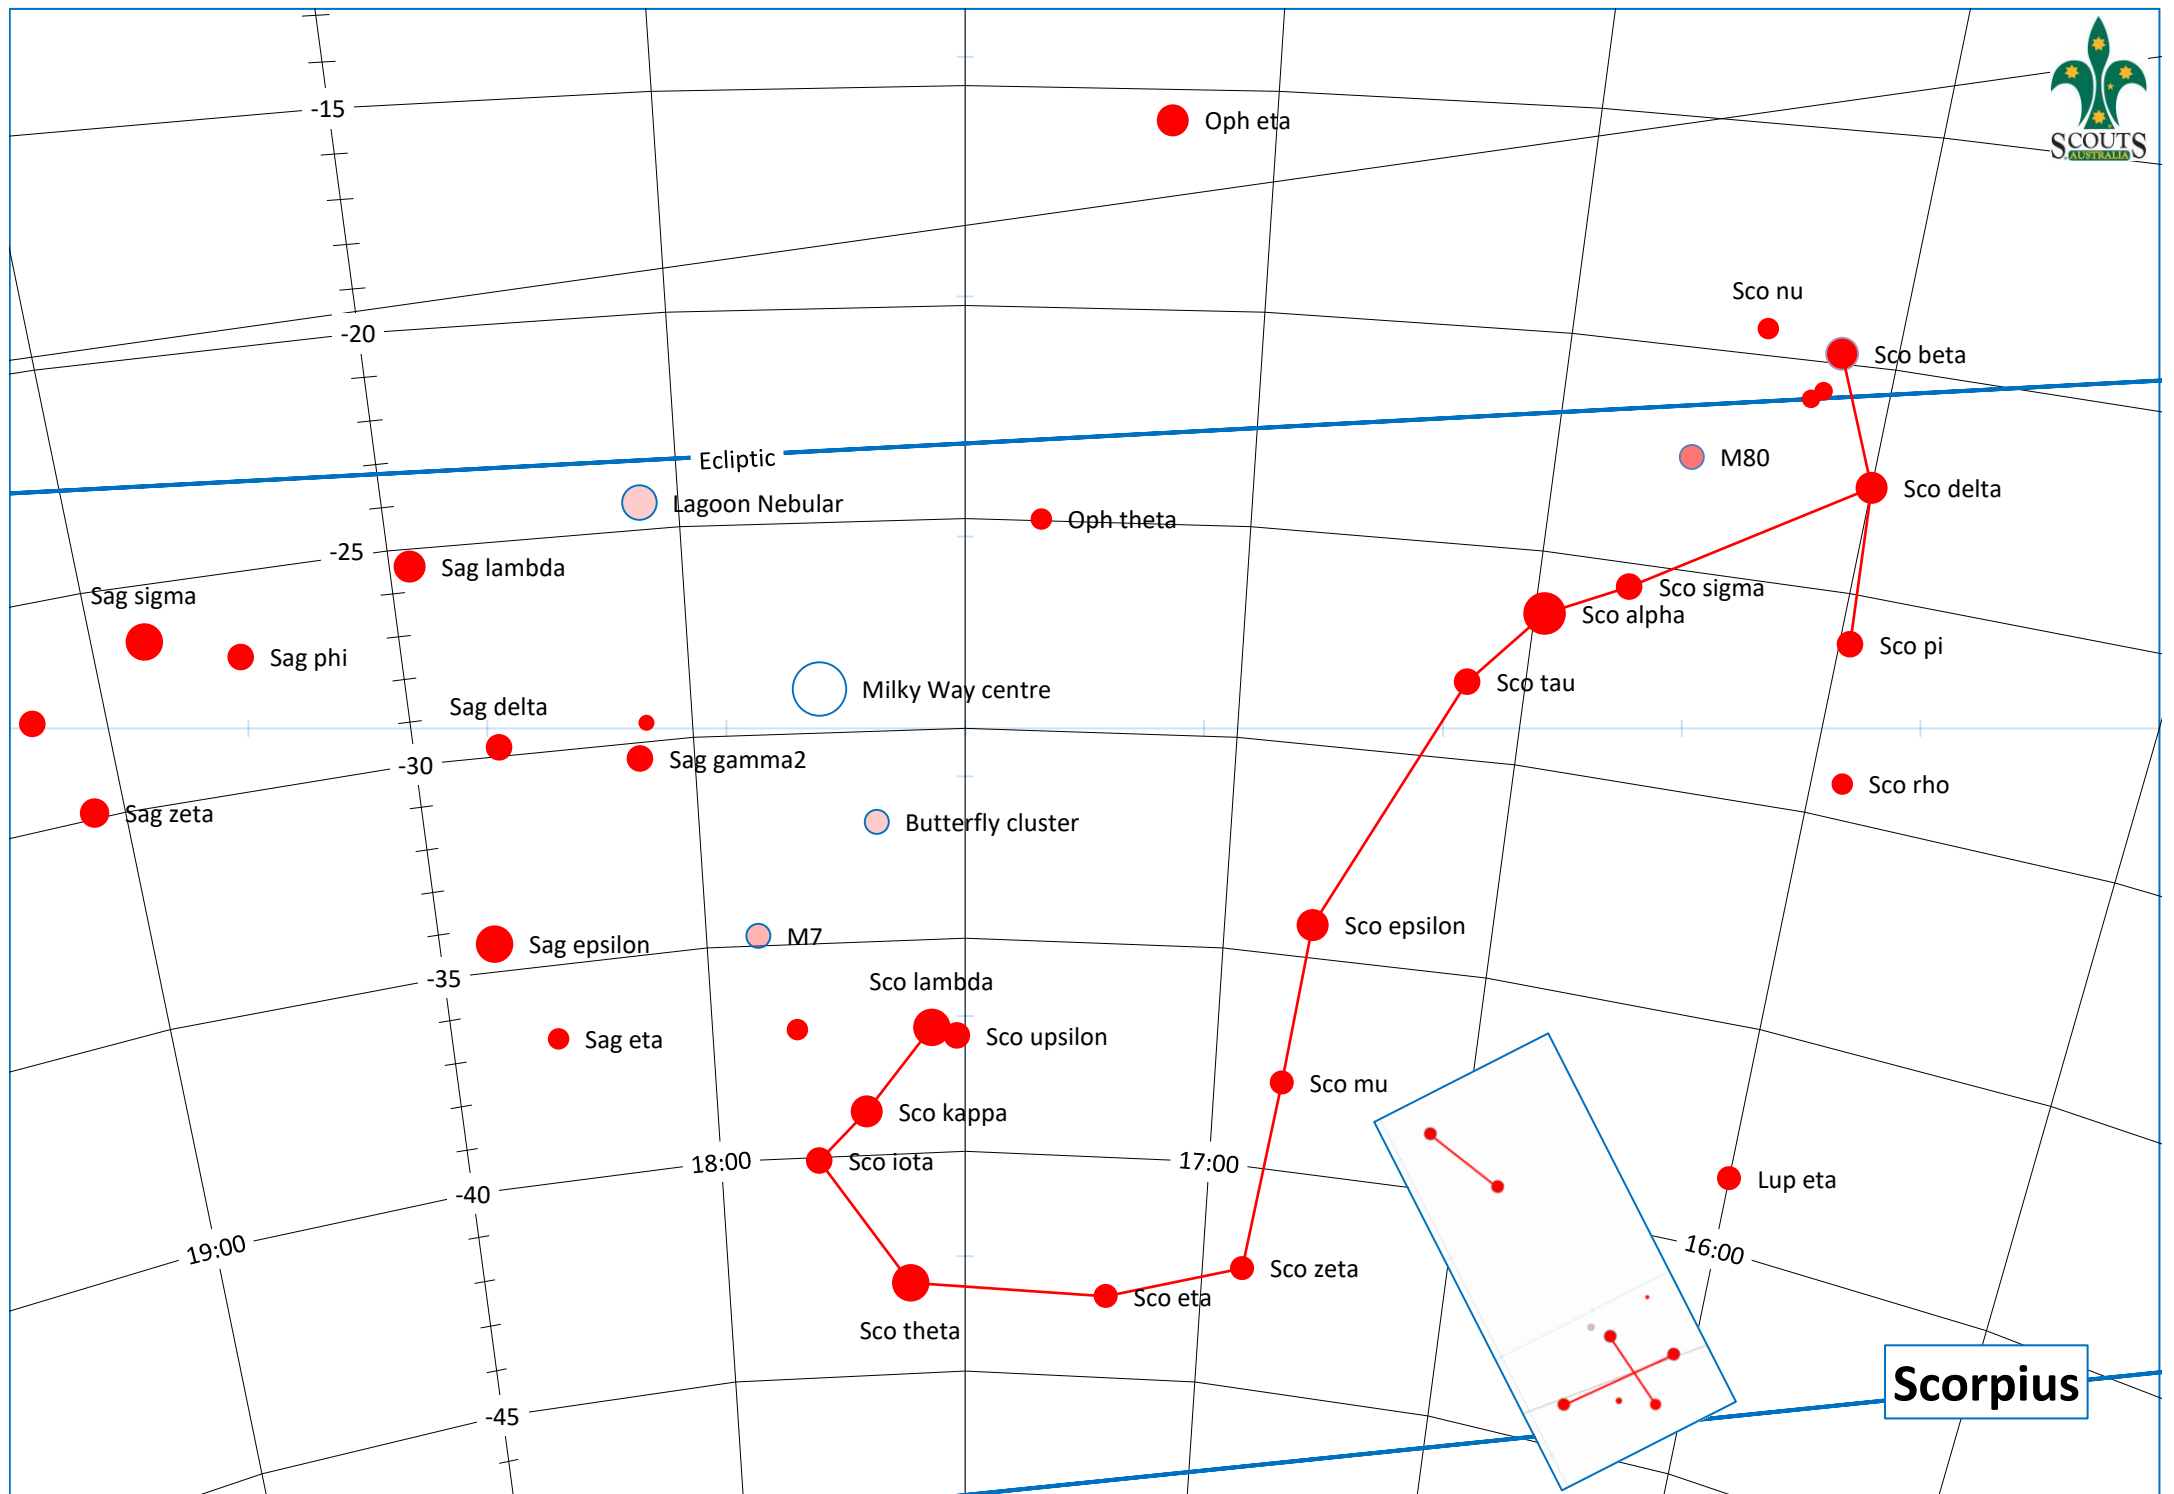 -15
Oph eta
SCOUTS
AUSTRALIA
Sco nu
-20
Sco beta
Ecliptic
M80
Sco delta
Lagoon Nebular
Oph theta
-25
Sag lambda
Sag sigma
Sco sigma
Sco alpha
Sco pi
Sag phi
Milky Way centre
Sco tau
Sag delta
-30
Sag gamma2
Sco rho
Sag zeta
Butterfly cluster
Sco epsilon
M7
Sag epsilon
-35
Sco lambda
Sag eta
Sco upsilon
Sco mu
Sco kappa
18:00
Sco iota
17:00
Lup eta
-40
19:00
16:00
Sco zeta
Sco eta
Sco theta
Scorpius
-45